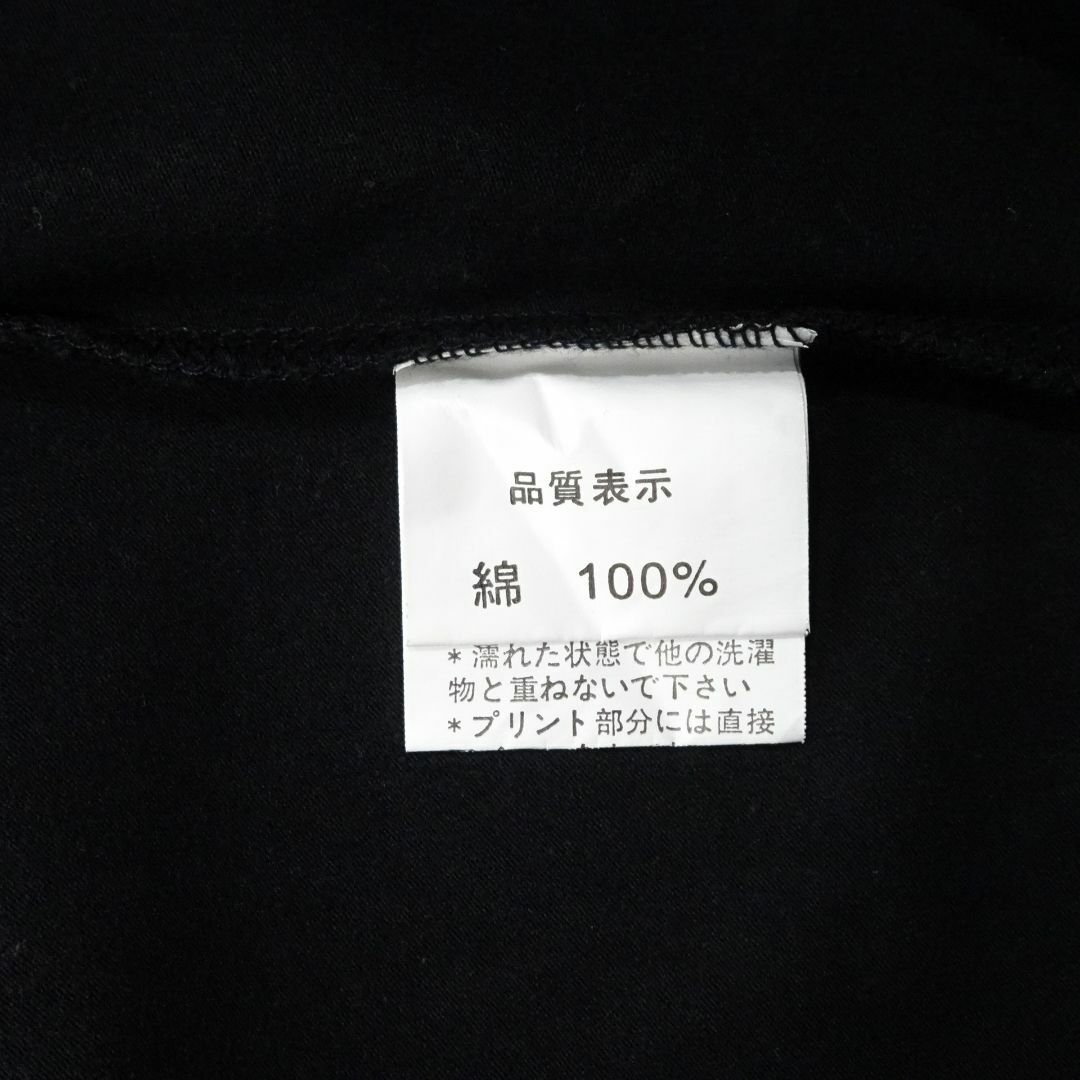 品質表示
綿 100%
*濡れた状態で他の洗濯
物と重ねないで下さい
*プリント部分には直接